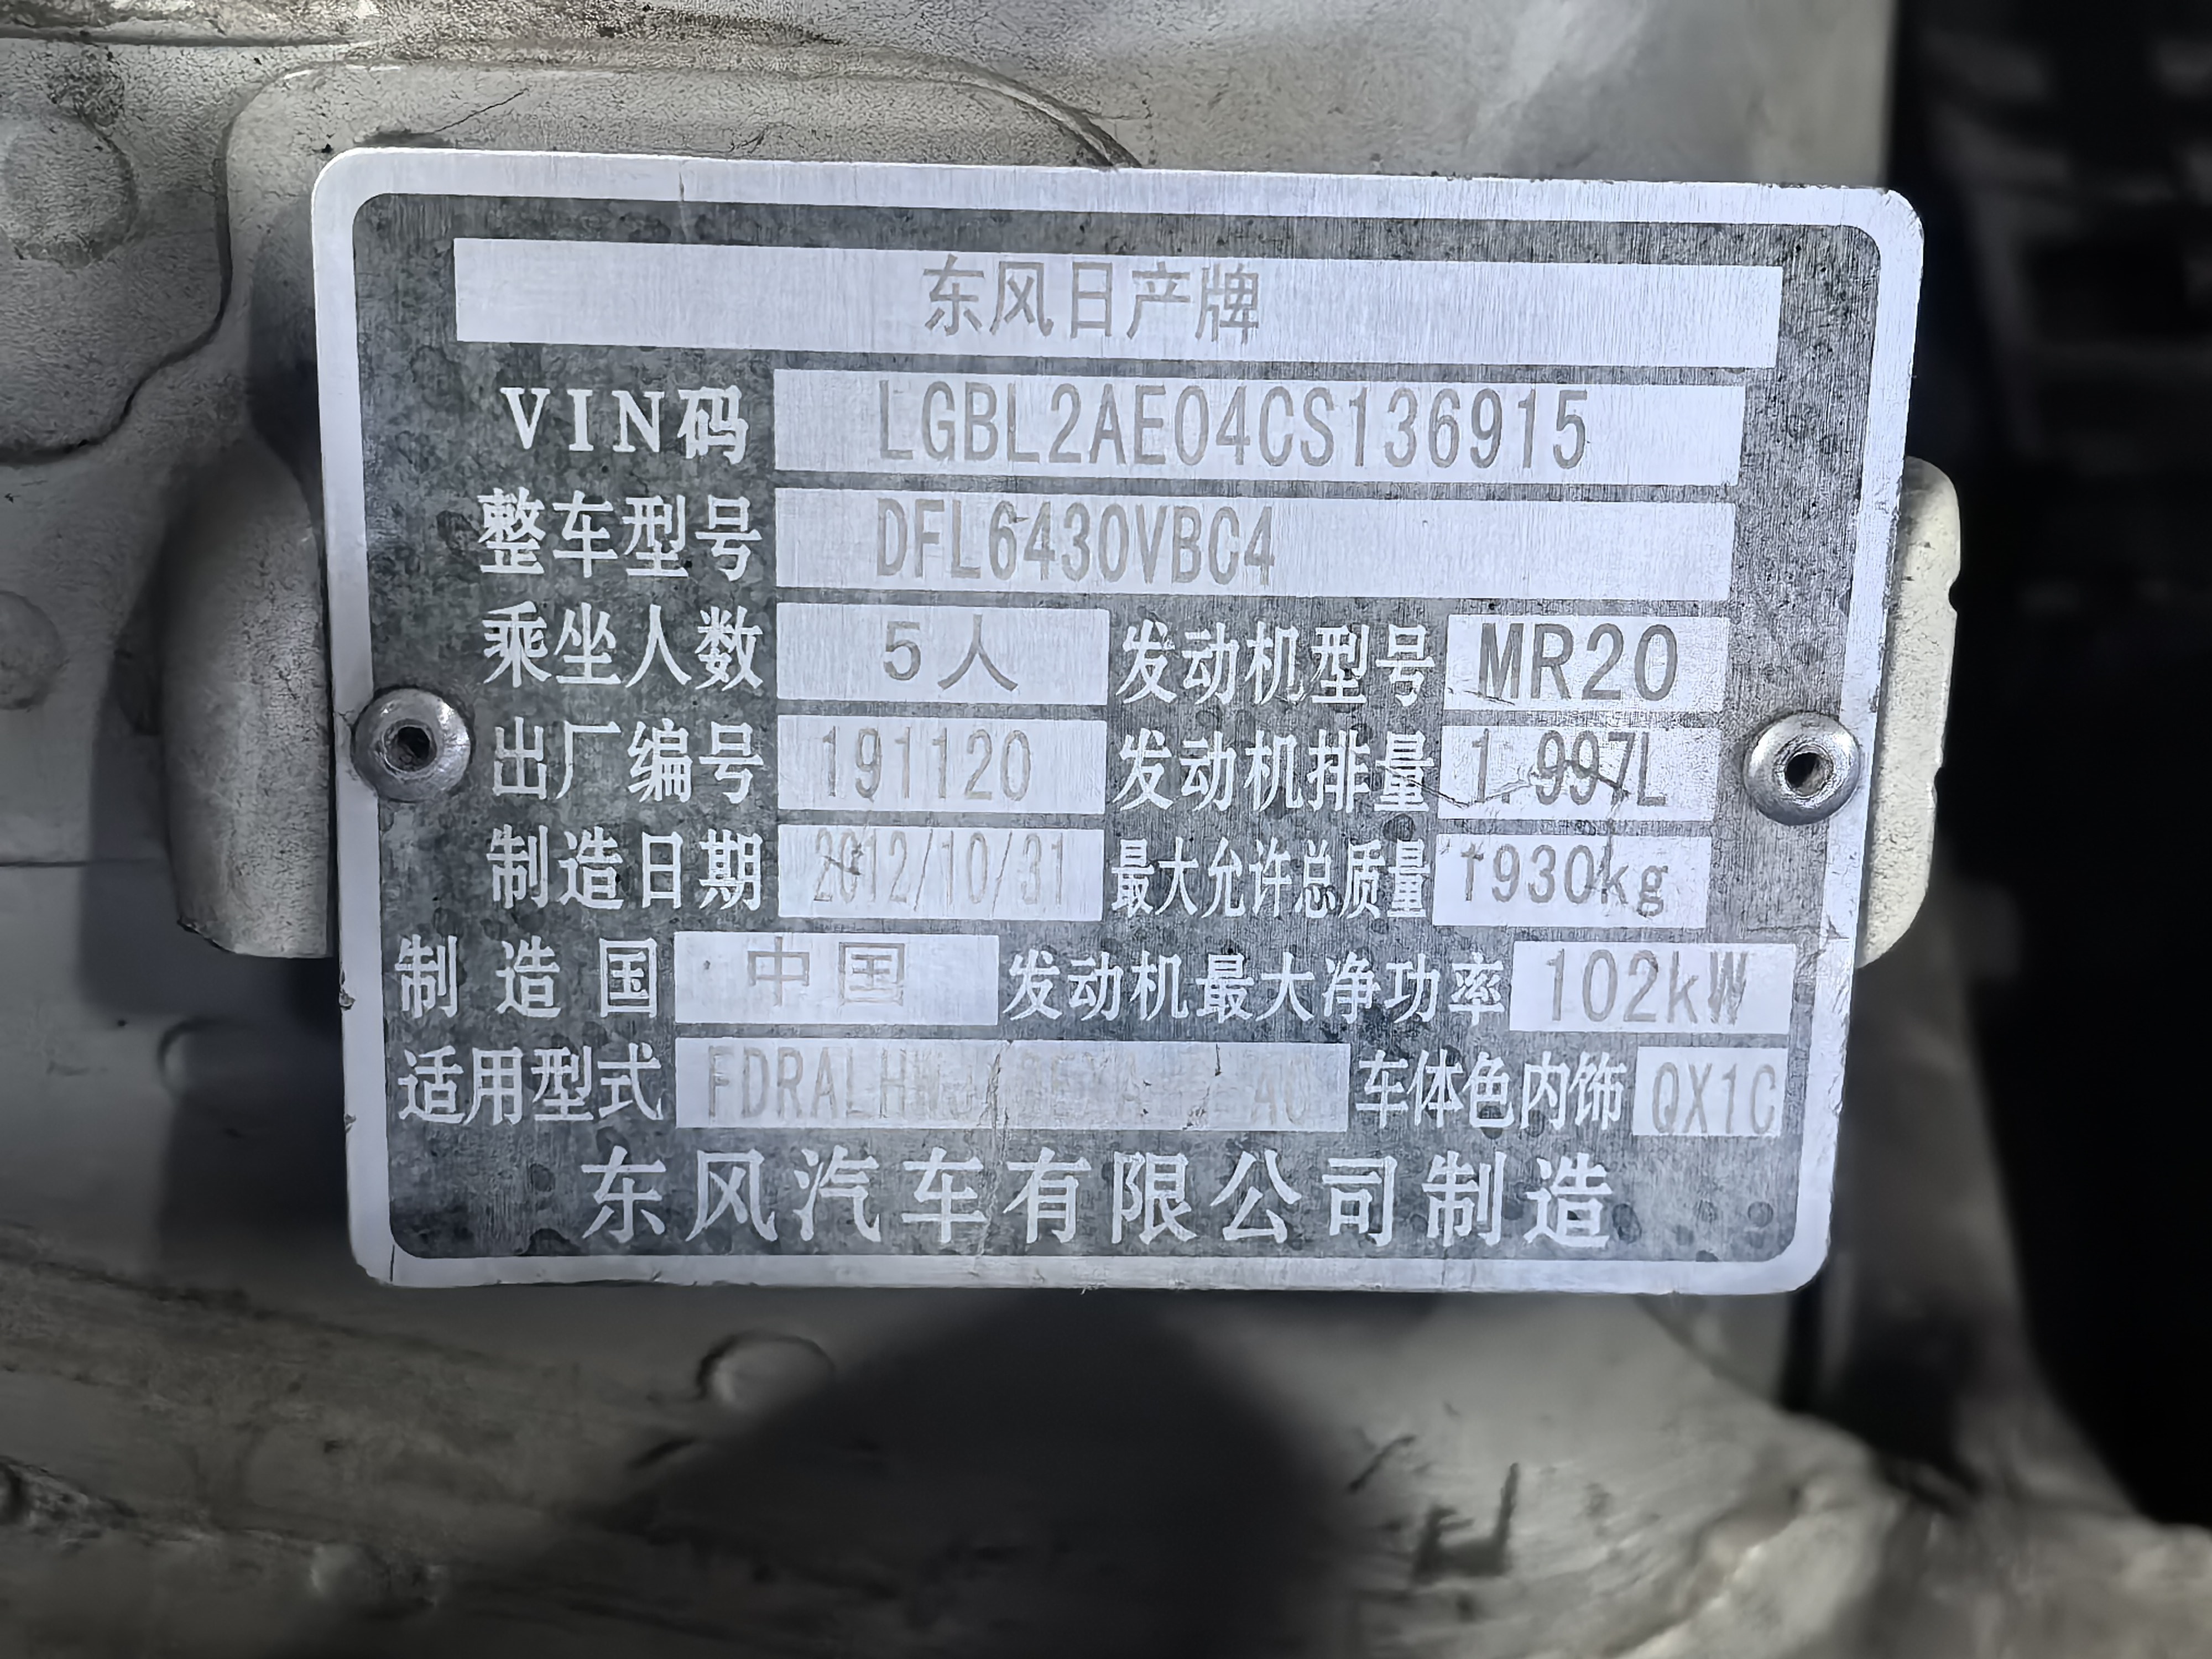 东风日产牌
VIN码 LGBL2AE04CS136915
整车型号 DFL6430VBC4
乘坐人数 5人 发动机型号 MR20
出厂编号 191120 发动机排量 1.997L
制造日期 2012/10/31 最大允许总质量 1930kg
制造国 中国 发动机最大净功率 102kW
适用型式 车体色内饰 QX1C
东风汽车有限公司制造